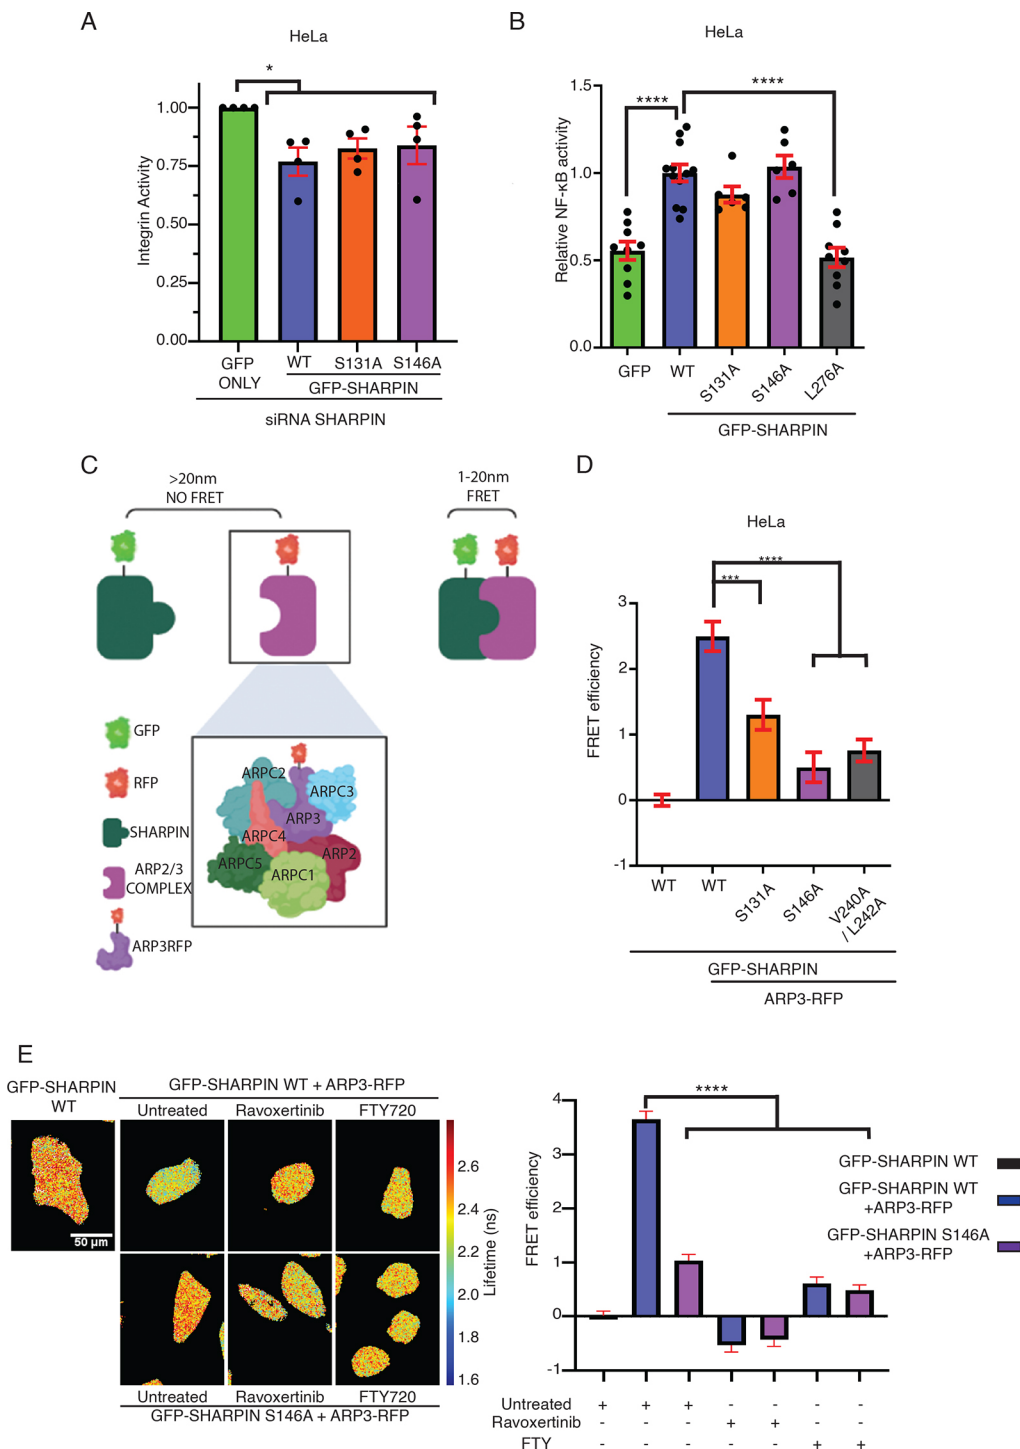 A
HeLa
*
Integrin Activity
1.00
0.75
0.50
0.25
0.00
GFP
ONLY
WT
S131A
S146A
GFP-SHARPIN
siRNA SHARPIN
B
HeLa
****
****
Relative NF-κB activity
1.5
1.0
0.5
0.0
GFP
WT
S131A
S146A
L276A
GFP-SHARPIN
C
>20nm
NO FRET
1-20nm
FRET
GFP
RFP
SHARPIN
ARP2/3
COMPLEX
ARP3RFP
ARPC2
ARPC3
ARP3
ARPC4
ARP2
ARPC5
ARPC1
D
HeLa
****
***
FRET efficiency
3
2
1
0
-1
WT
WT
S131A
S146A
V240A
/ L242A
GFP-SHARPIN
ARP3-RFP
E
GFP-SHARPIN
WT
GFP-SHARPIN WT + ARP3-RFP
Untreated
Ravoxertinib
FTY720
50 µm
Untreated
Ravoxertinib
FTY720
GFP-SHARPIN S146A + ARP3-RFP
2.6
2.4
2.2
2.0
1.8
1.6
Lifetime (ns)
****
FRET efficiency
4
3
2
1
0
-1
GFP-SHARPIN WT
GFP-SHARPIN WT
+ARP3-RFP
GFP-SHARPIN S146A
+ARP3-RFP
Untreated + + + - - - -
Ravoxertinib - - - + + - -
FTY - - - - - + +